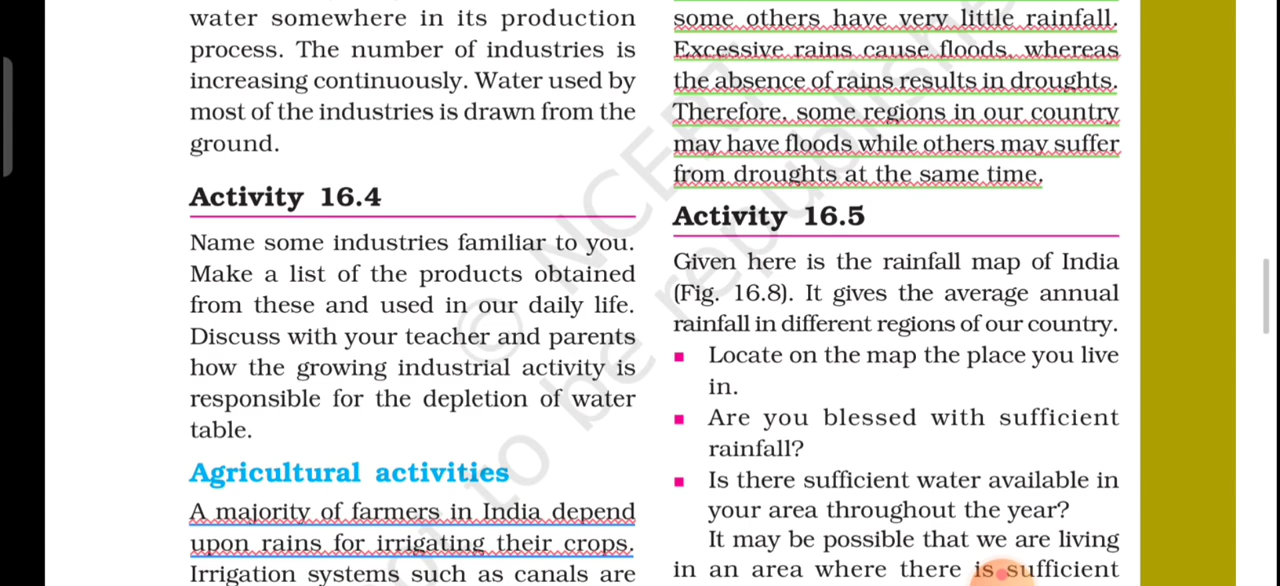 water somewhere in its production
process. The number of industries is
increasing continuously. Water used by
most of the industries is drawn from the
ground.
Activity 16.4
Name some industries familiar to you.
Make a list of the products obtained
from these and used in our daily life.
Discuss with your teacher and parents
how the growing industrial activity is
responsible for the depletion of water
table.
Agricultural activities
A majority of farmers in India depend
upon rains for irrigating their crops.
Irrigation systems such as canals are
some others have very little rainfall.
Excessive rains cause floods, whereas
the absence of rains results in droughts.
Therefore, some regions in our country
may have floods while others may suffer
from droughts at the same time.
Activity 16.5
Given here is the rainfall map of India
(Fig. 16.8). It gives the average annual
rainfall in different regions of our country.
■ Locate on the map the place you live
in.
■ Are you blessed with sufficient
rainfall?
■ Is there sufficient water available in
your area throughout the year?
It may be possible that we are living
in an area where there is sufficient
© NCERT
not to be republished